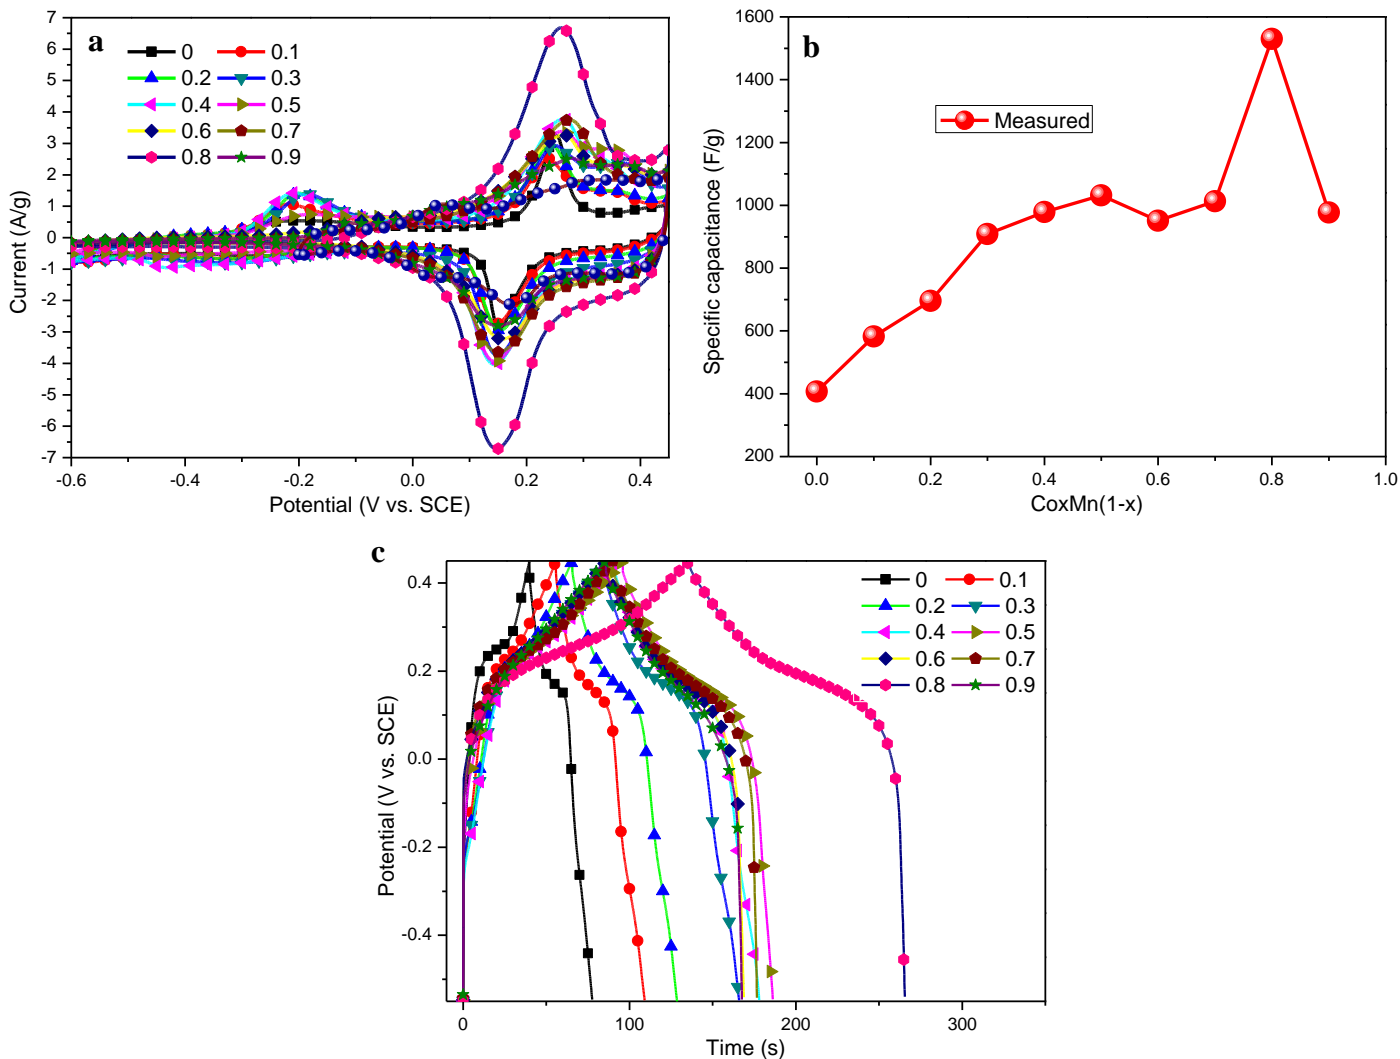 a
0 0.1
0.2 0.3
0.4 0.5
0.6 0.7
0.8 0.9
7
6
5
4
3
2
1
0
-1
-2
-3
-4
-5
-6
-7
Current (A/g)
-0.6 -0.4 -0.2 0.0 0.2 0.4
Potential (V vs. SCE)
b
Measured
1600
1400
1200
1000
800
600
400
200
Specific capacitance (F/g)
0.0 0.2 0.4 0.6 0.8 1.0
CoxMn(1-x)
c
0 0.1
0.2 0.3
0.4 0.5
0.6 0.7
0.8 0.9
0.4
0.2
0.0
-0.2
-0.4
Potential (V vs. SCE)
0 100 200 300
Time (s)